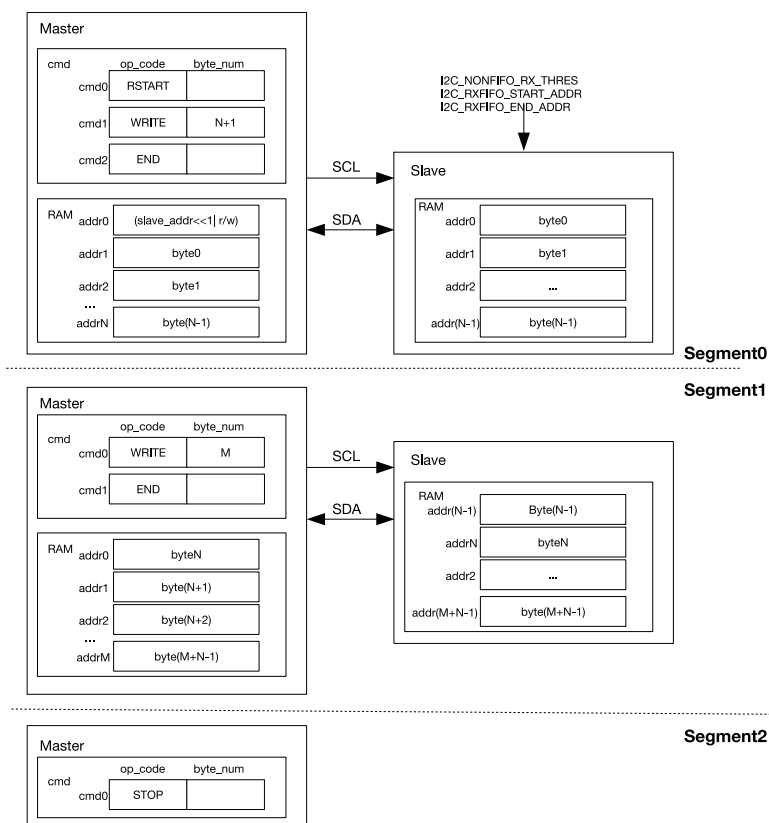 Master
cmd
op_code byte_num
cmd0 RSTART
cmd1 WRITE N+1
cmd2 END
RAM
addr0 (slave_addr<<1| r/w)
addr1 byte0
addr2 byte1
...
addrN byte(N-1)
SCL
SDA
I2C_NONFIFO_RX_THRES
I2C_RXFIFO_START_ADDR
I2C_RXFIFO_END_ADDR
Slave
RAM
addr0 byte0
addr1 byte1
addr2 ...
addr(N-1) byte(N-1)
Segment0
Segment1
Master
op_code byte_num
cmd
cmd0 WRITE M
cmd1 END
RAM
addr0 byteN
addr1 byte(N+1)
addr2 byte(N+2)
...
addrM byte(M+N-1)
SCL
SDA
Slave
RAM
addr(N-1) Byte(N-1)
addrN byteN
addr2 ...
addr(M+N-1) byte(M+N-1)
Segment2
Master
op_code byte_num
cmd
cmd0 STOP